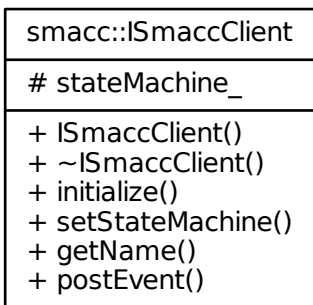 smacc::ISmaccClient
# stateMachine_
+ ISmaccClient()
+ ~ISmaccClient()
+ initialize()
+ setStateMachine()
+ getName()
+ postEvent()